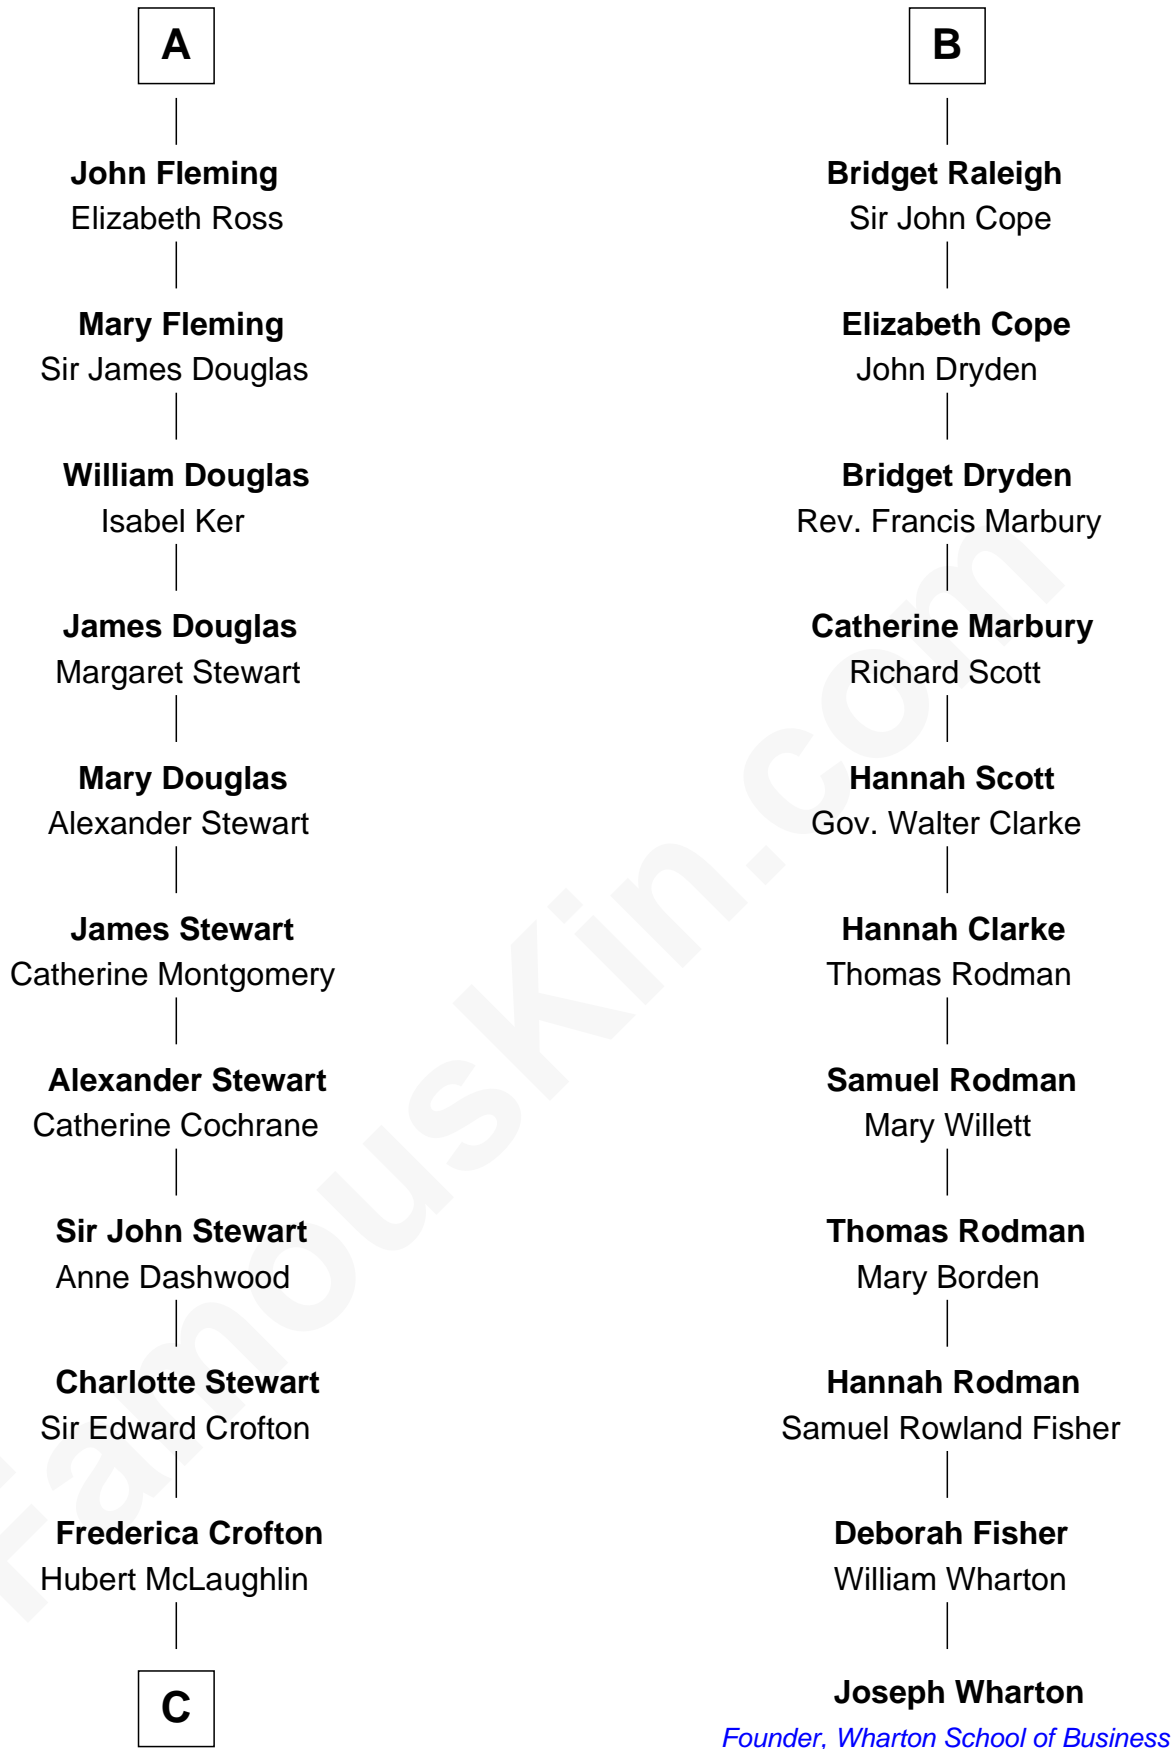 A
John Fleming
Elizabeth Ross
Mary Fleming
Sir James Douglas
William Douglas
Isabel Ker
James Douglas
Margaret Stewart
Mary Douglas
Alexander Stewart
James Stewart
Catherine Montgomery
Alexander Stewart
Catherine Cochrane
Sir John Stewart
Anne Dashwood
Charlotte Stewart
Sir Edward Crofton
Frederica Crofton
Hubert McLaughlin
C
B
Bridget Raleigh
Sir John Cope
Elizabeth Cope
John Dryden
Bridget Dryden
Rev. Francis Marbury
Catherine Marbury
Richard Scott
Hannah Scott
Gov. Walter Clarke
Hannah Clarke
Thomas Rodman
Samuel Rodman
Mary Willett
Thomas Rodman
Mary Borden
Hannah Rodman
Samuel Rowland Fisher
Deborah Fisher
William Wharton
Joseph Wharton
Founder, Wharton School of Business
FamousKin.com